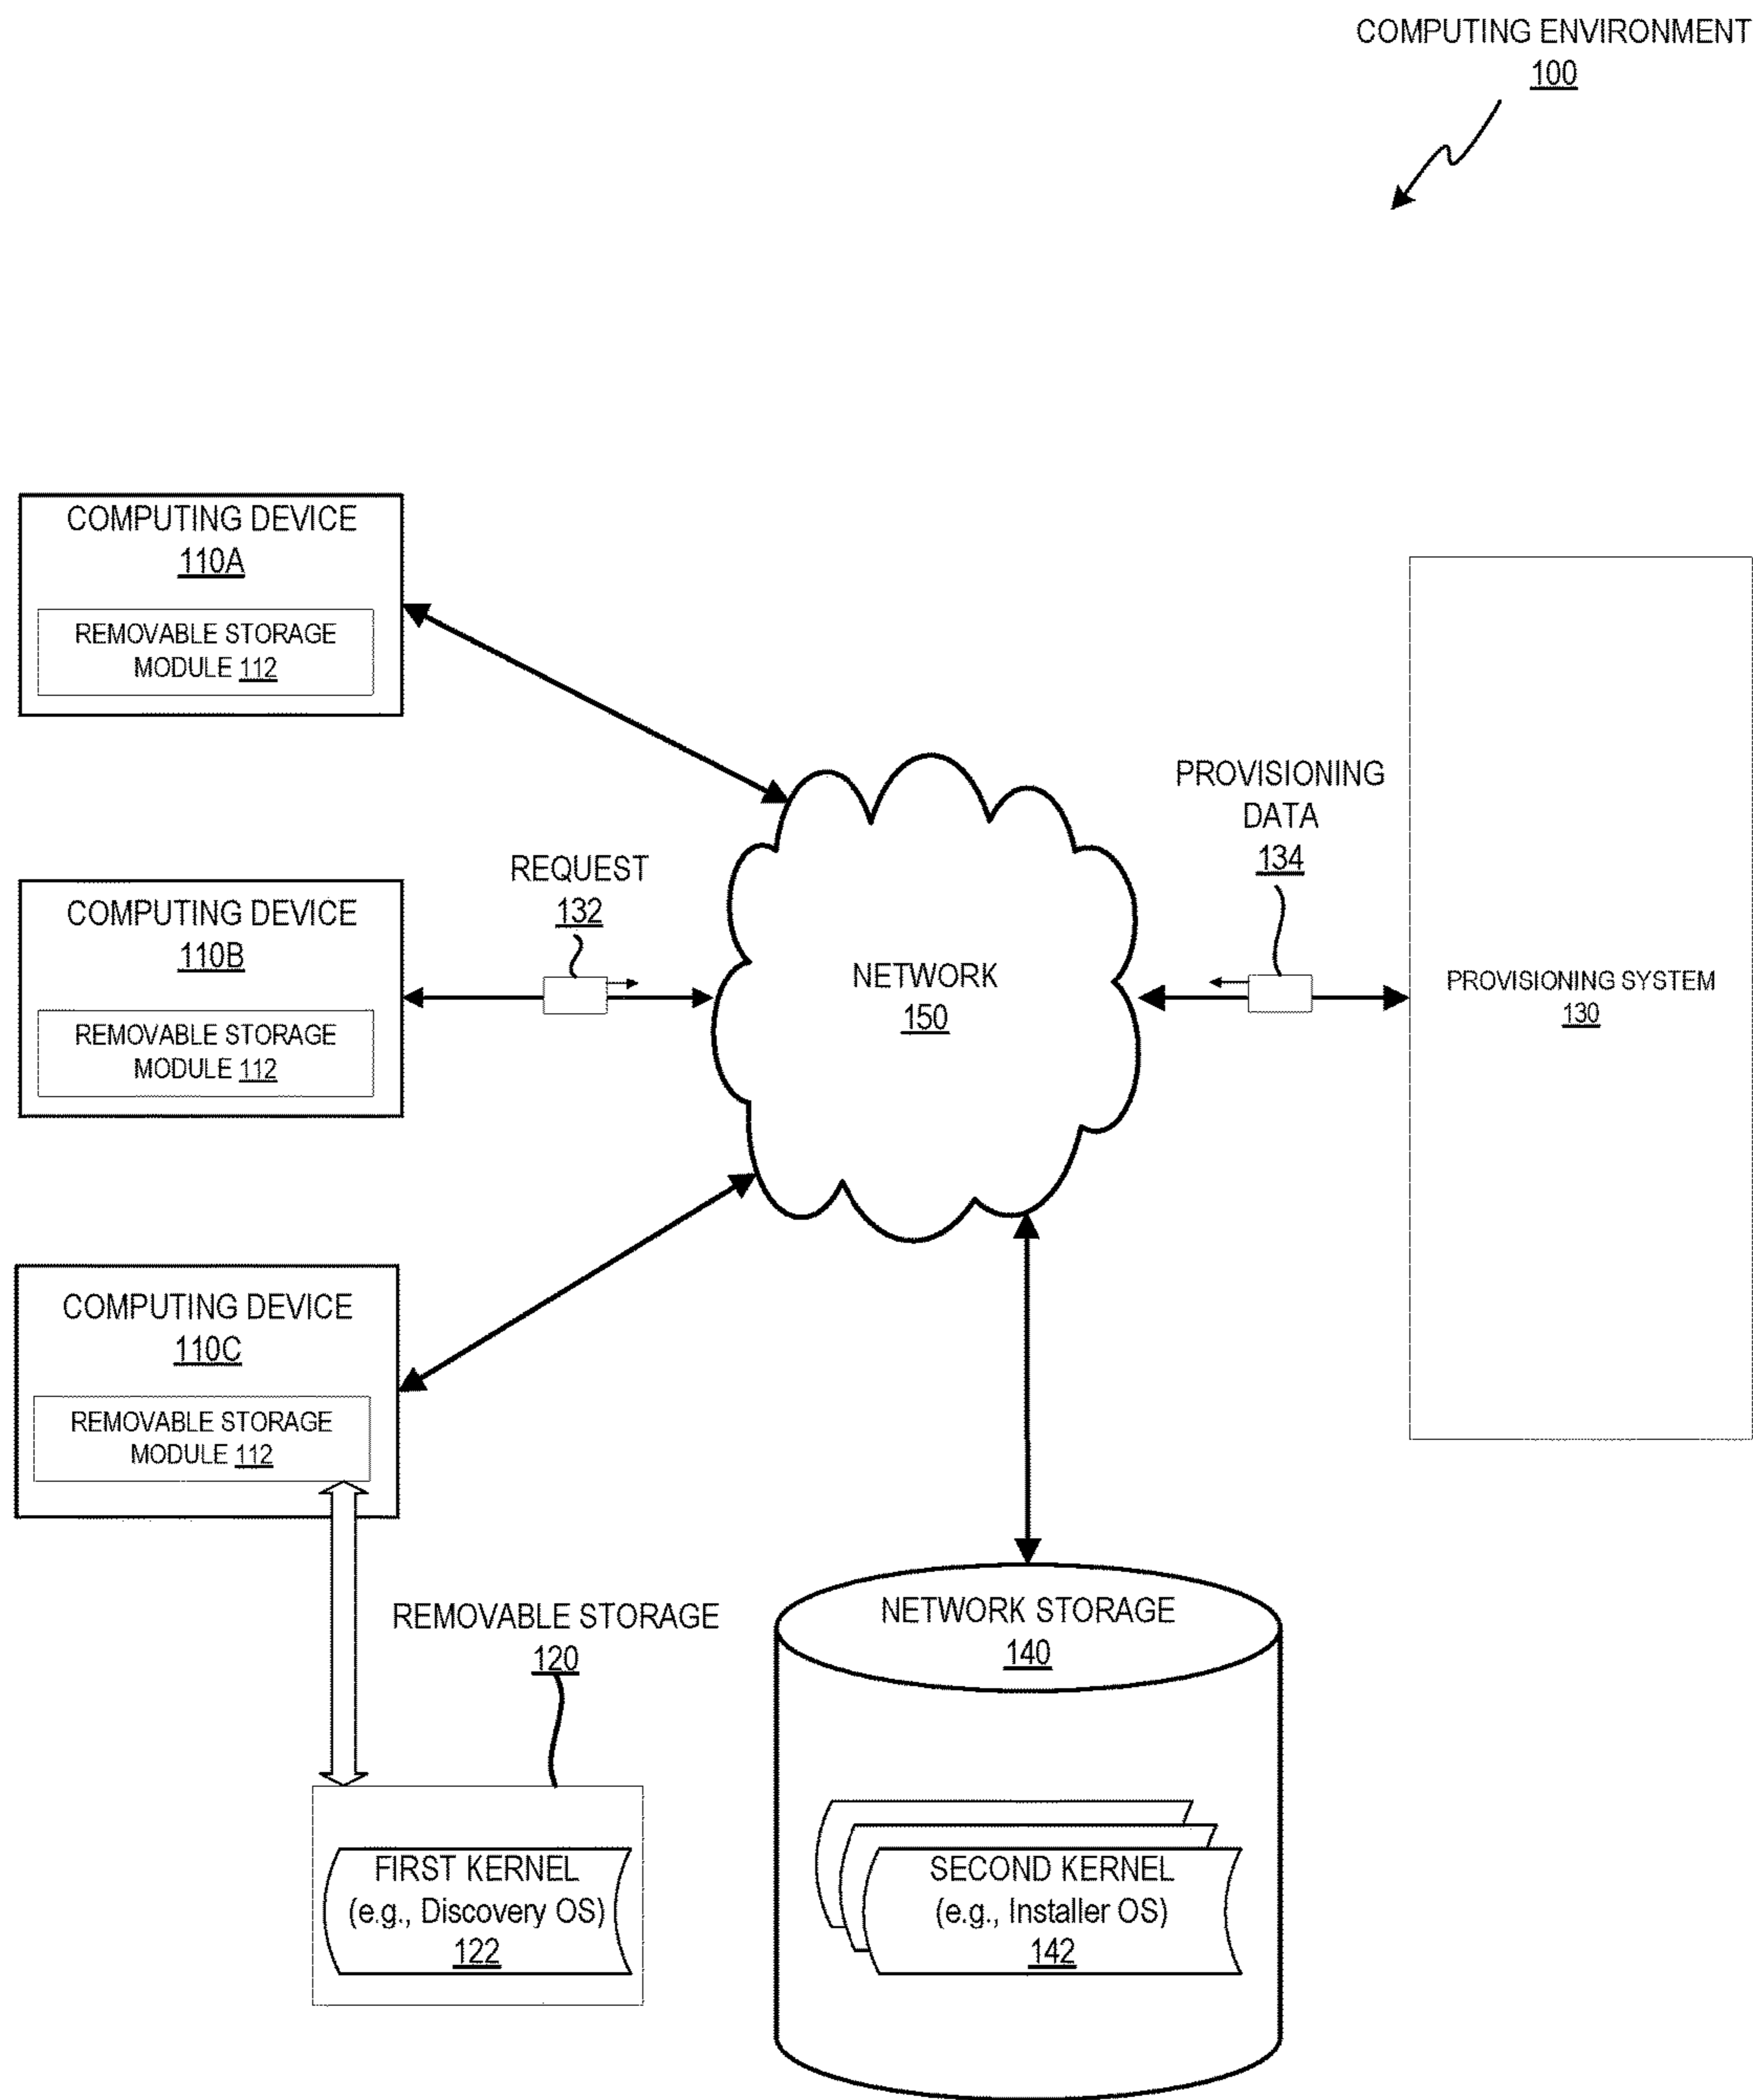 COMPUTING ENVIRONMENT
100
COMPUTING DEVICE
110A
REMOVABLE STORAGE
MODULE 112
PROVISIONING
DATA
134
REQUEST
132
COMPUTING DEVICE
110B
REMOVABLE STORAGE
MODULE 112
NETWORK
150
PROVISIONING SYSTEM
130
COMPUTING DEVICE
110C
REMOVABLE STORAGE
MODULE 112
REMOVABLE STORAGE
120
NETWORK STORAGE
140
FIRST KERNEL
(e.g., Discovery OS)
122
SECOND KERNEL
(e.g., Installer OS)
142